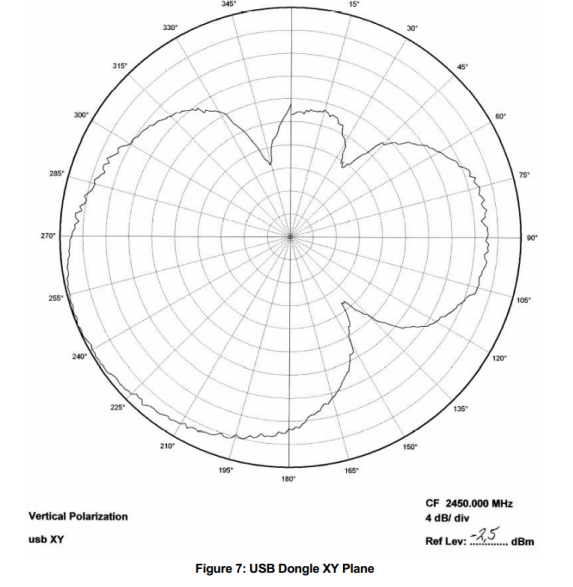 345° 15°
330° 30°
315° 45°
300° 60°
285° 75°
270° 90°
255° 105°
240° 120°
225° 135°
210° 150°
195° 165°
180°
CF 2450.000 MHz
Vertical Polarization
4 dB/ div
usb XY
Ref Lev: -2,5 dBm
Figure 7: USB Dongle XY Plane